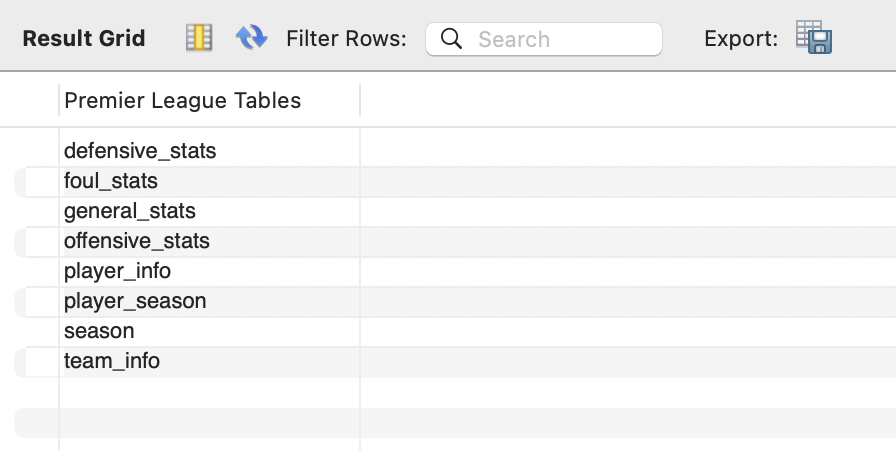 Result Grid Filter Rows: Search Export:
Premier League Tables
defensive_stats
foul_stats
general_stats
offensive_stats
player_info
player_season
season
team_info